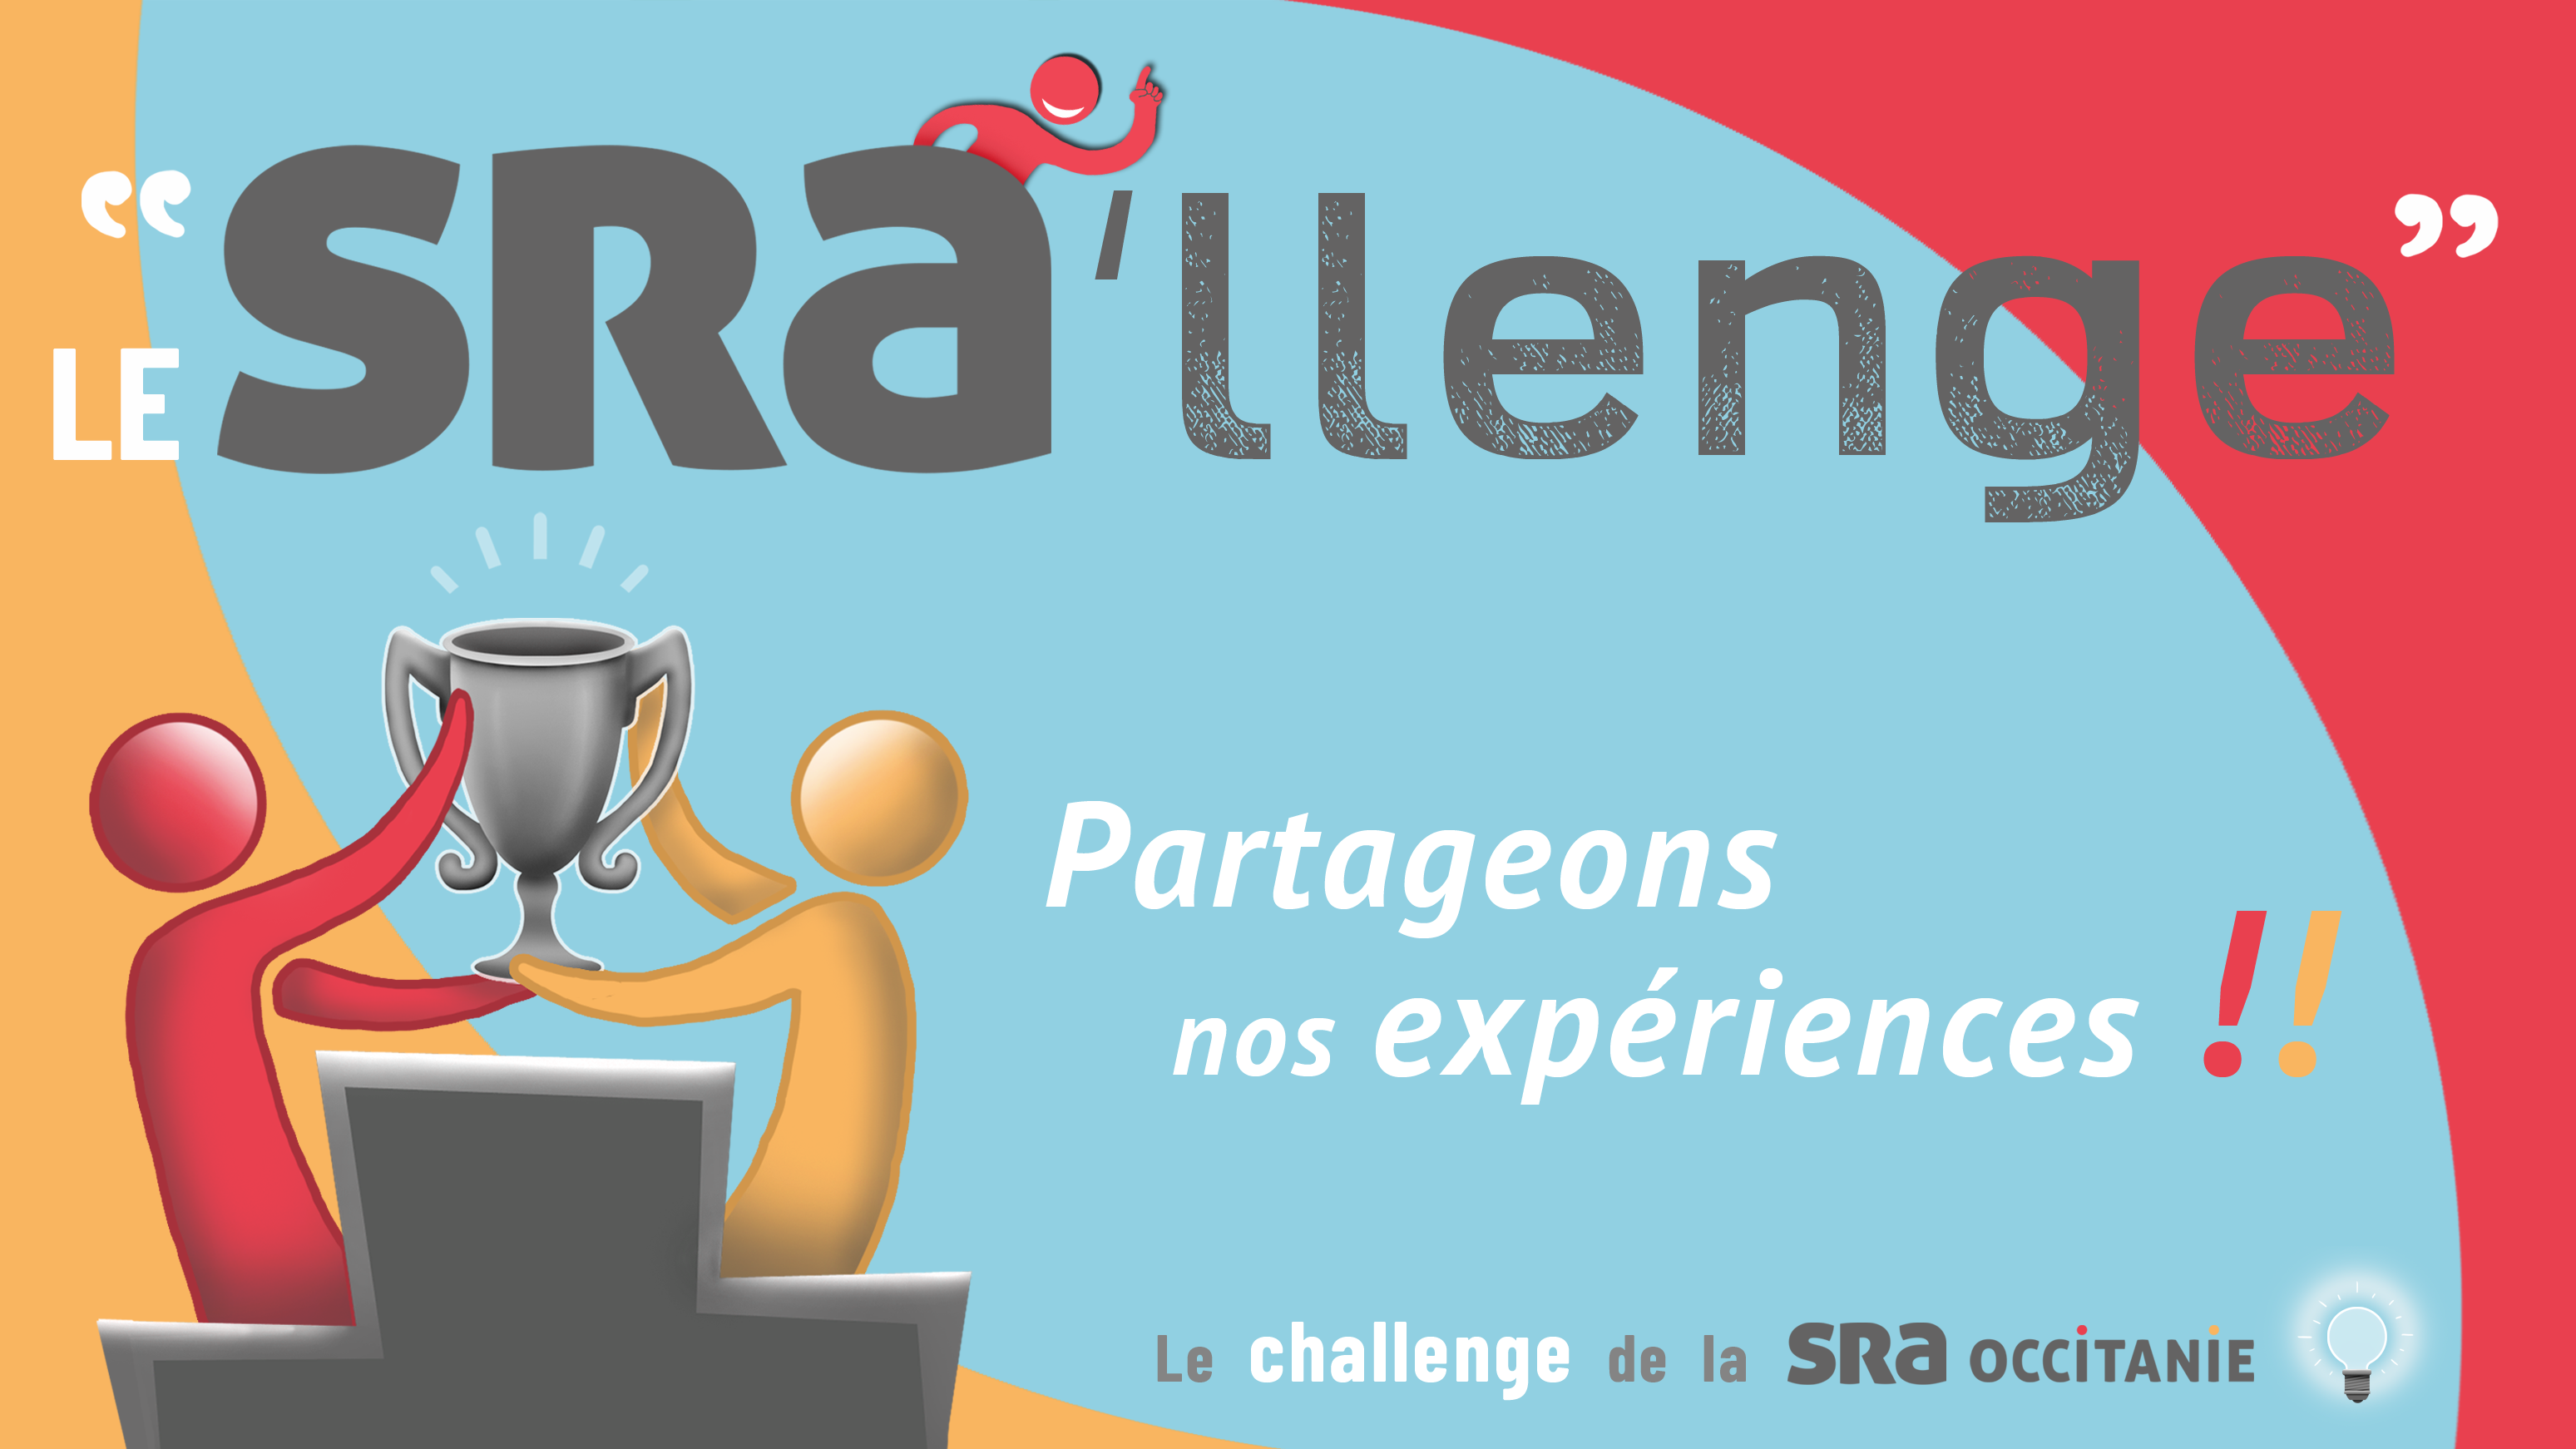 LE “SRa’llenge”
Partageons
nos expériences !!
Le challenge de la SRa OCCiTANiE